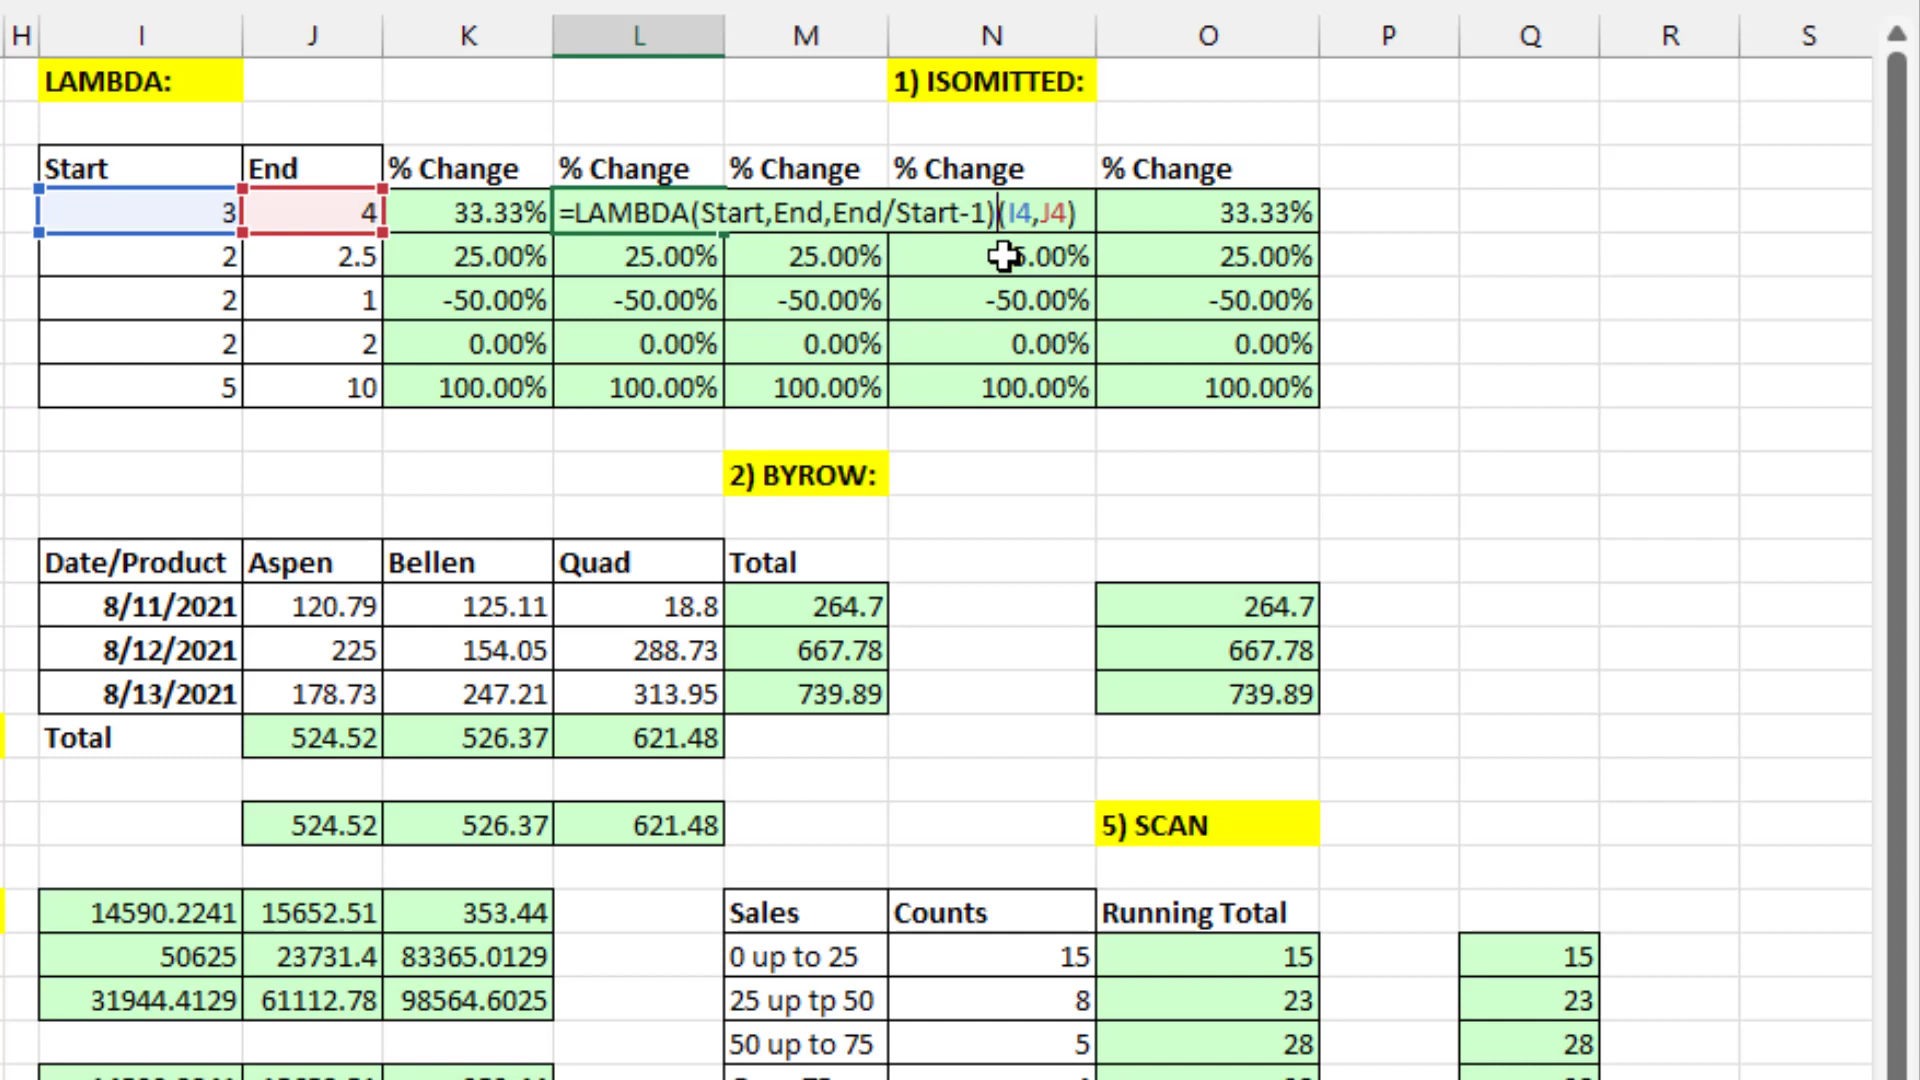 H I J K L M N O P Q R S
LAMBDA: 1) ISOMITTED:
Start End % Change % Change % Change % Change % Change
3 4 33.33% =LAMBDA(Start,End,End/Start-1)(I4,J4) 33.33%
2 2.5 25.00% 25.00% 25.00% 5.00% 25.00%
2 1 -50.00% -50.00% -50.00% -50.00% -50.00%
2 2 0.00% 0.00% 0.00% 0.00% 0.00%
5 10 100.00% 100.00% 100.00% 100.00% 100.00%
2) BYROW:
Date/Product Aspen Bellen Quad Total
8/11/2021 120.79 125.11 18.8 264.7 264.7
8/12/2021 225 154.05 288.73 667.78 667.78
8/13/2021 178.73 247.21 313.95 739.89 739.89
Total 524.52 526.37 621.48
524.52 526.37 621.48 5) SCAN
14590.2241 15652.51 353.44 Sales Counts Running Total
50625 23731.4 83365.0129 0 up to 25 15 15 15
31944.4129 61112.78 98564.6025 25 up tp 50 8 23 23
50 up to 75 5 28 28